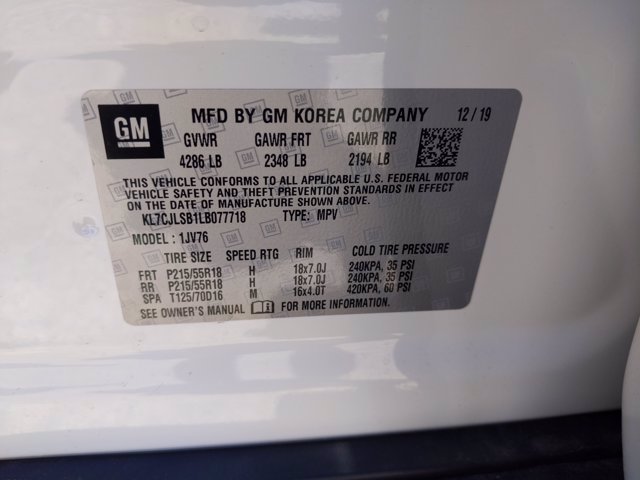 GM
MFD BY GM KOREA COMPANY 12/19
GVWR GAWR FRT GAWR RR
4286 LB 2348 LB 2194 LB
THIS VEHICLE CONFORMS TO ALL APPLICABLE U.S. FEDERAL MOTOR
VEHICLE SAFETY AND THEFT PREVENTION STANDARDS IN EFFECT
ON THE DATE OF MANUFACTURE SHOWN ABOVE.
KL7CJLSB1LB077718 TYPE: MPV
MODEL : 1JV76
TIRE SIZE SPEED RTG RIM COLD TIRE PRESSURE
FRT P215/55R18 H 18x7.0J 240KPA, 35 PSI
RR P215/55R18 H 18x7.0J 240KPA, 35 PSI
SPA T125/70D16 M 16x4.0T 420KPA, 60 PSI
SEE OWNER'S MANUAL FOR MORE INFORMATION.